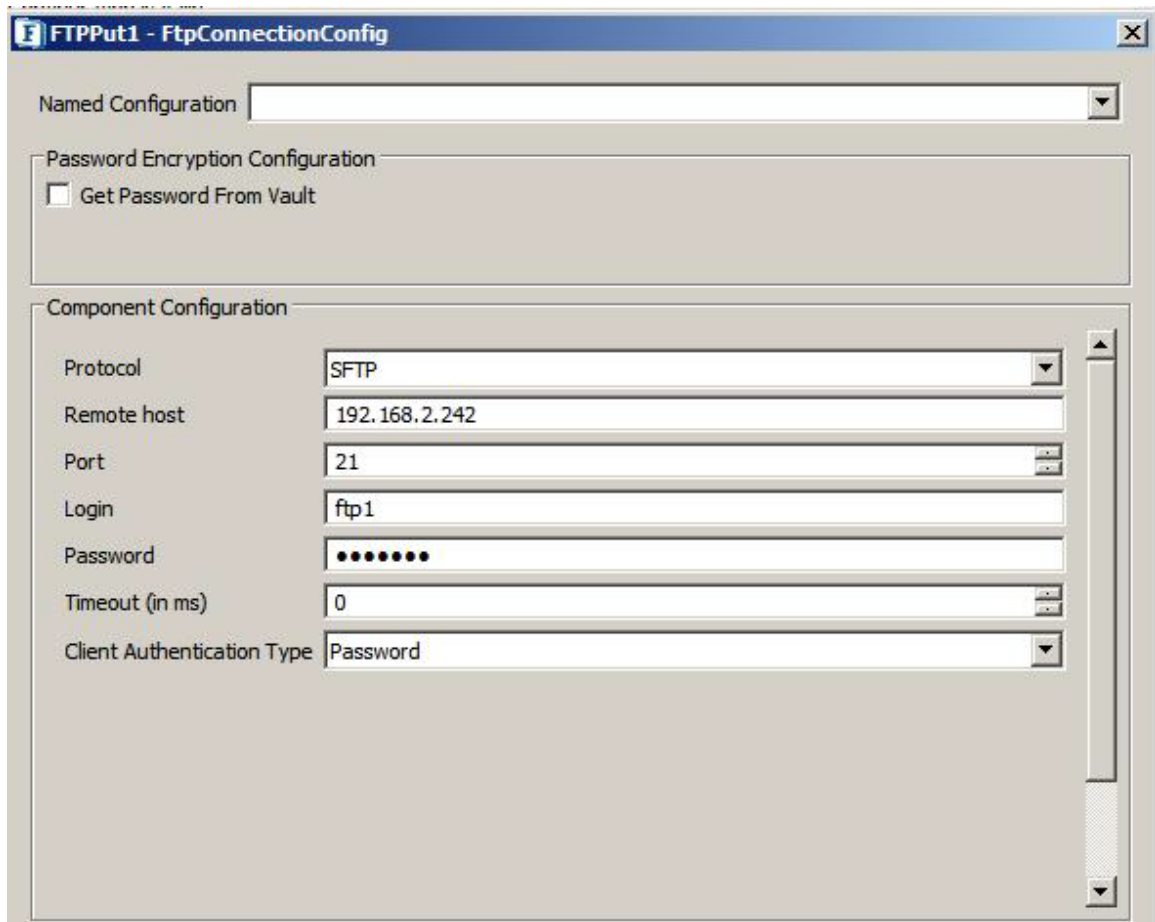 FTPPut1 - FtpConnectionConfig
Named Configuration
Password Encryption Configuration
Get Password From Vault
Component Configuration
Protocol SFTP
Remote host 192.168.2.242
Port 21
Login ftp1
Password •••••••
Timeout (in ms) 0
Client Authentication Type Password